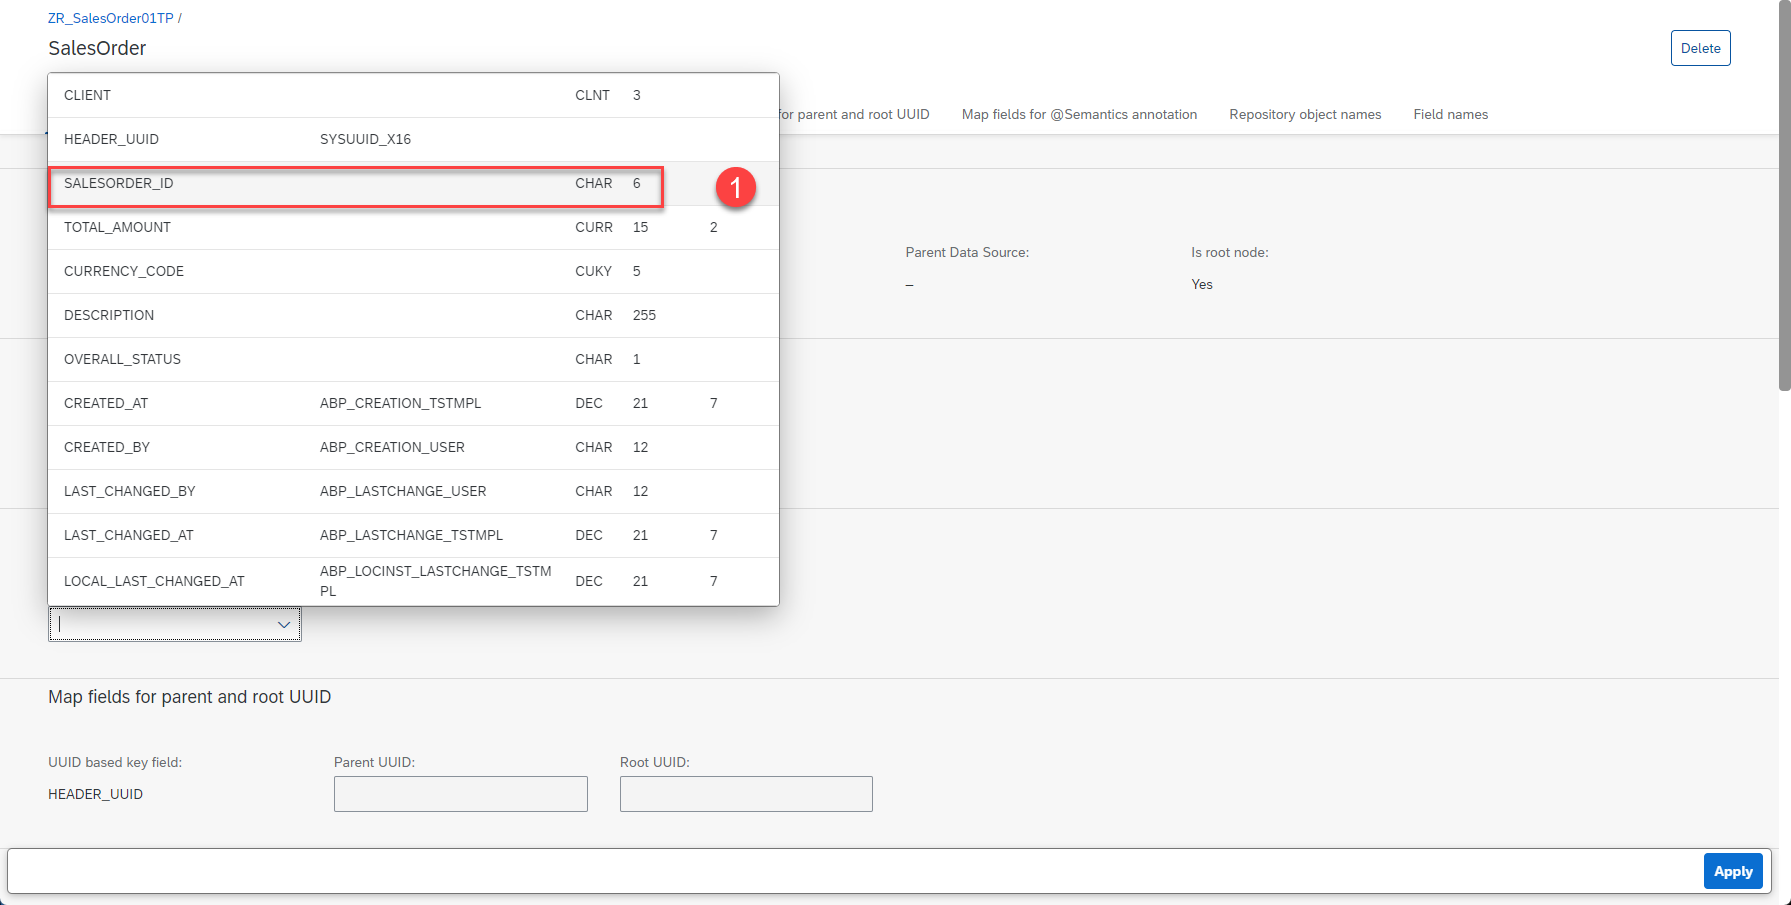 ZR_SalesOrder01TP /
SalesOrder
Delete
for parent and root UUID Map fields for @Semantics annotation Repository object names Field names
CLIENT CLNT 3
HEADER_UUID SYSUUID_X16
SALESORDER_ID CHAR 6
1
TOTAL_AMOUNT CURR 15 2
CURRENCY_CODE CUKY 5
DESCRIPTION CHAR 255
OVERALL_STATUS CHAR 1
CREATED_AT ABP_CREATION_TSTMPL DEC 21 7
CREATED_BY ABP_CREATION_USER CHAR 12
LAST_CHANGED_BY ABP_LASTCHANGE_USER CHAR 12
LAST_CHANGED_AT ABP_LASTCHANGE_TSTMPL DEC 21 7
LOCAL_LAST_CHANGED_AT ABP_LOCINST_LASTCHANGE_TSTM DEC 21 7
PL
Parent Data Source: Is root node:
– Yes
Map fields for parent and root UUID
UUID based key field: Parent UUID: Root UUID:
HEADER_UUID
Apply